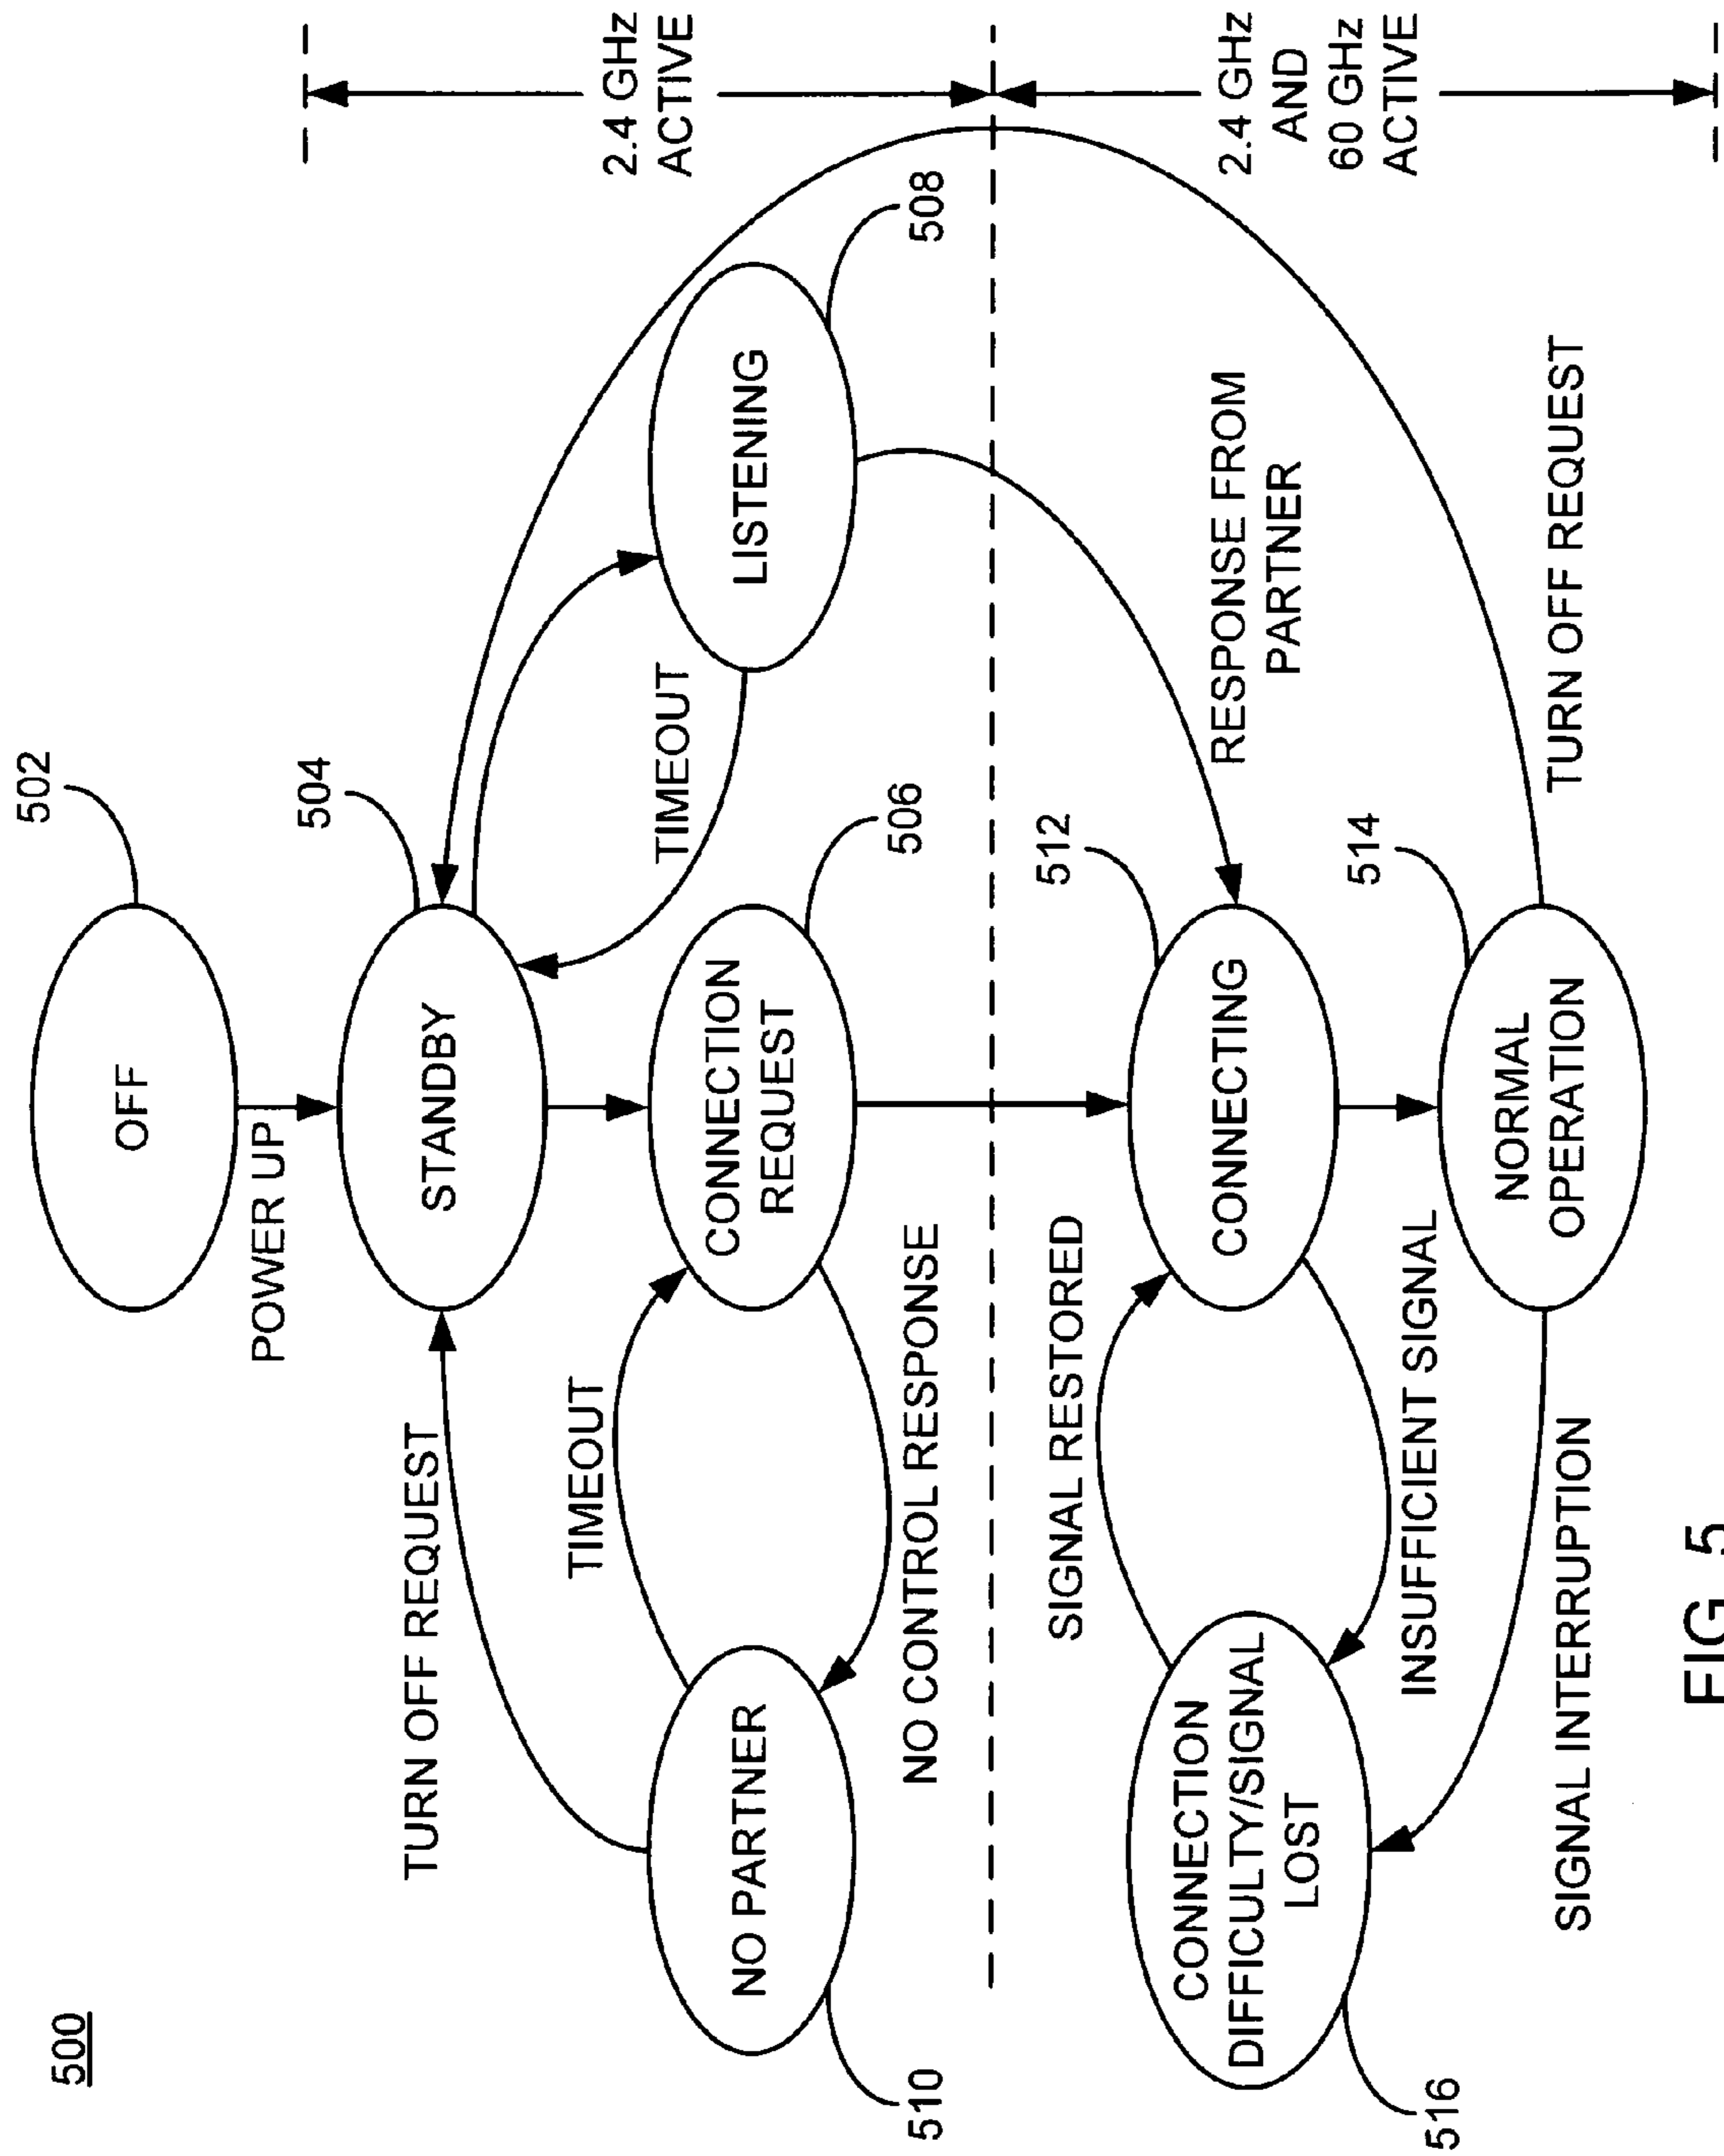 500
OFF
502
POWER UP
STANDBY
504
TURN OFF REQUEST
TIMEOUT
TIMEOUT
NO PARTNER
510
CONNECTION
REQUEST
506
LISTENING
508
NO CONTROL RESPONSE
2.4 GHz
ACTIVE
SIGNAL RESTORED
CONNECTION
DIFFICULTY/SIGNAL
LOST
516
CONNECTING
512
RESPONSE FROM
PARTNER
2.4 GHz
AND
60 GHz
ACTIVE
INSUFFICIENT SIGNAL
NORMAL
OPERATION
514
SIGNAL INTERRUPTION
TURN OFF REQUEST
FIG. 5